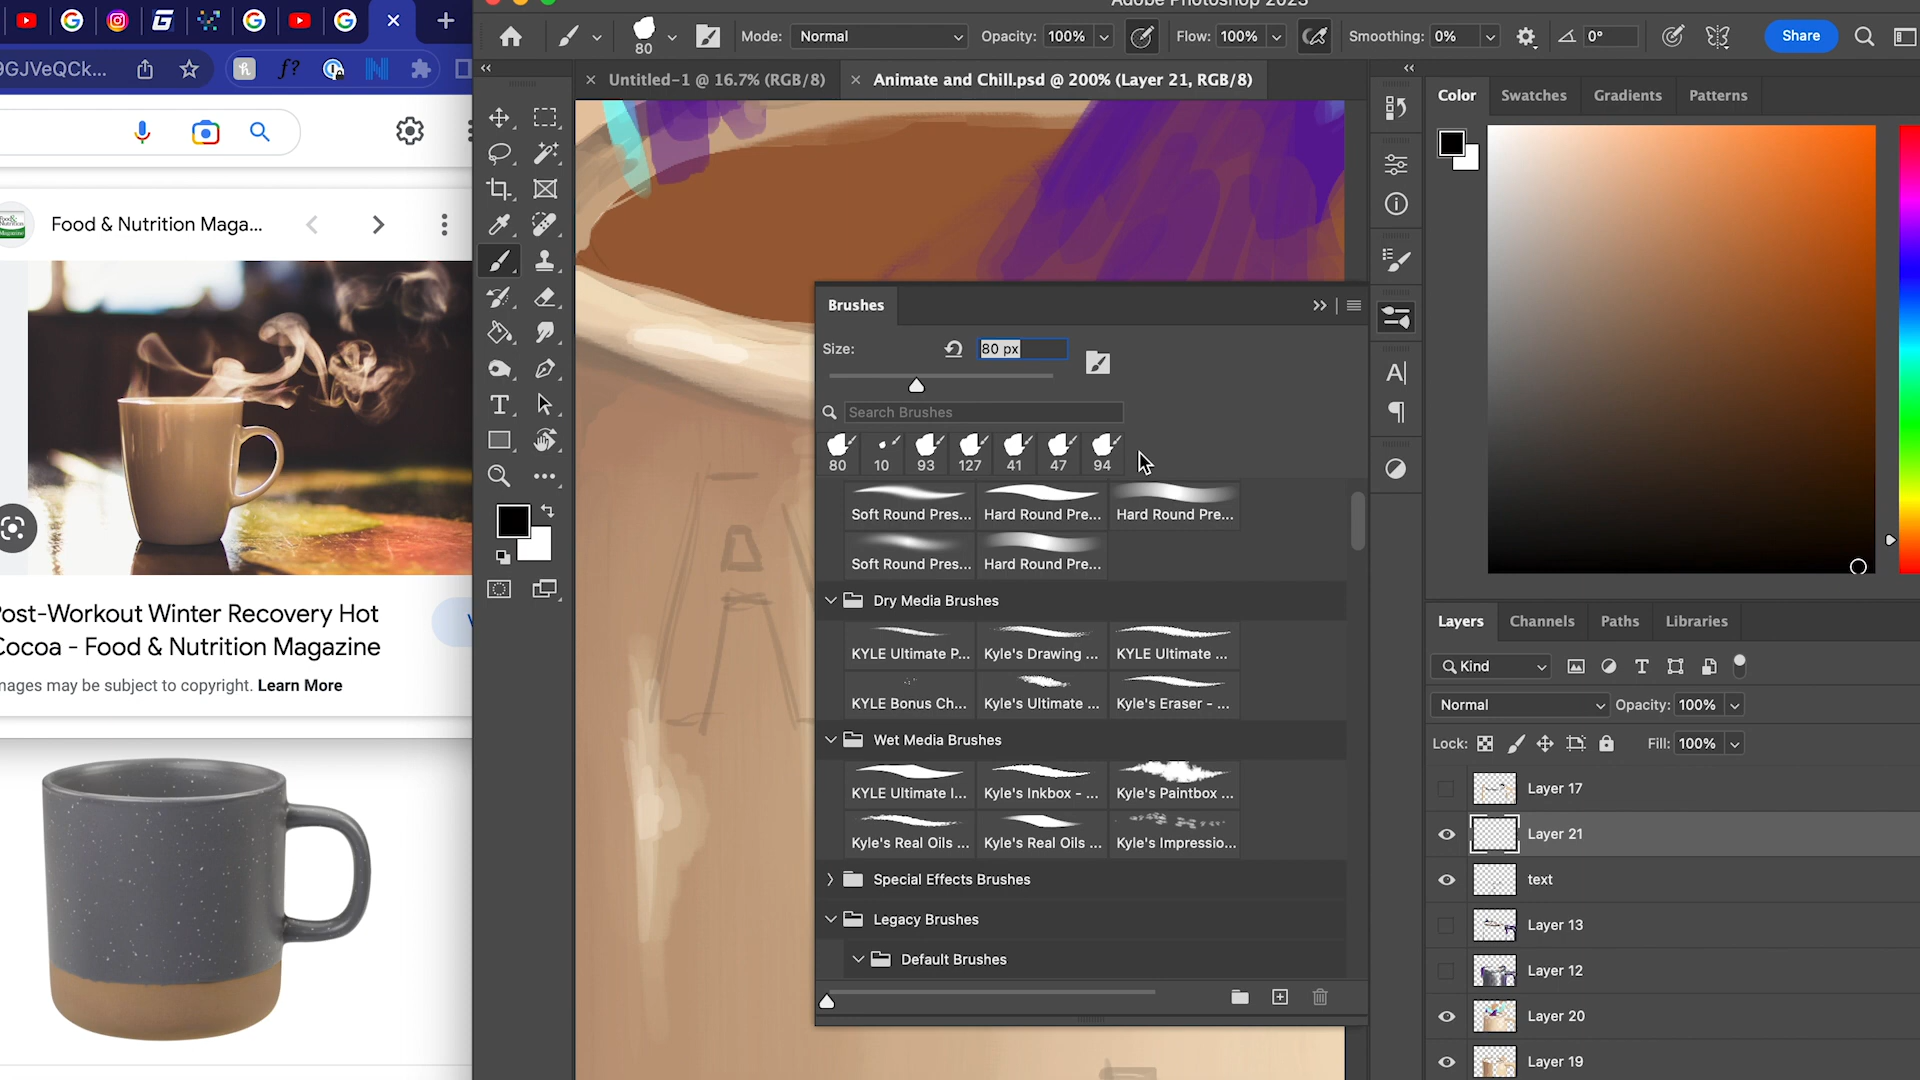 Adobe Photoshop 2023
9GJVeQCk...
80
Mode: Normal Opacity: 100% Flow: 100% Smoothing: 0% 0° Share
Untitled-1 @ 16.7% (RGB/8)
Animate and Chill.psd @ 200% (Layer 21, RGB/8)
Food & Nutrition Maga...
Post-Workout Winter Recovery Hot
Cocoa - Food & Nutrition Magazine
mages may be subject to copyright. Learn More
Brushes
Size: 80 px
Search Brushes
80 10 93 127 41 47 94
Soft Round Pres... Hard Round Pre... Hard Round Pre...
Soft Round Pres... Hard Round Pre...
Dry Media Brushes
KYLE Ultimate P... Kyle's Drawing ... KYLE Ultimate ...
KYLE Bonus Ch... Kyle's Ultimate ... Kyle's Eraser - ...
Wet Media Brushes
KYLE Ultimate I... Kyle's Inkbox - ... Kyle's Paintbox ...
Kyle's Real Oils ... Kyle's Real Oils ... Kyle's Impressio...
Special Effects Brushes
Legacy Brushes
Default Brushes
Color Swatches Gradients Patterns
Layers Channels Paths Libraries
Kind
Normal Opacity: 100%
Lock: Fill: 100%
Layer 17
Layer 21
text
Layer 13
Layer 12
Layer 20
Layer 19